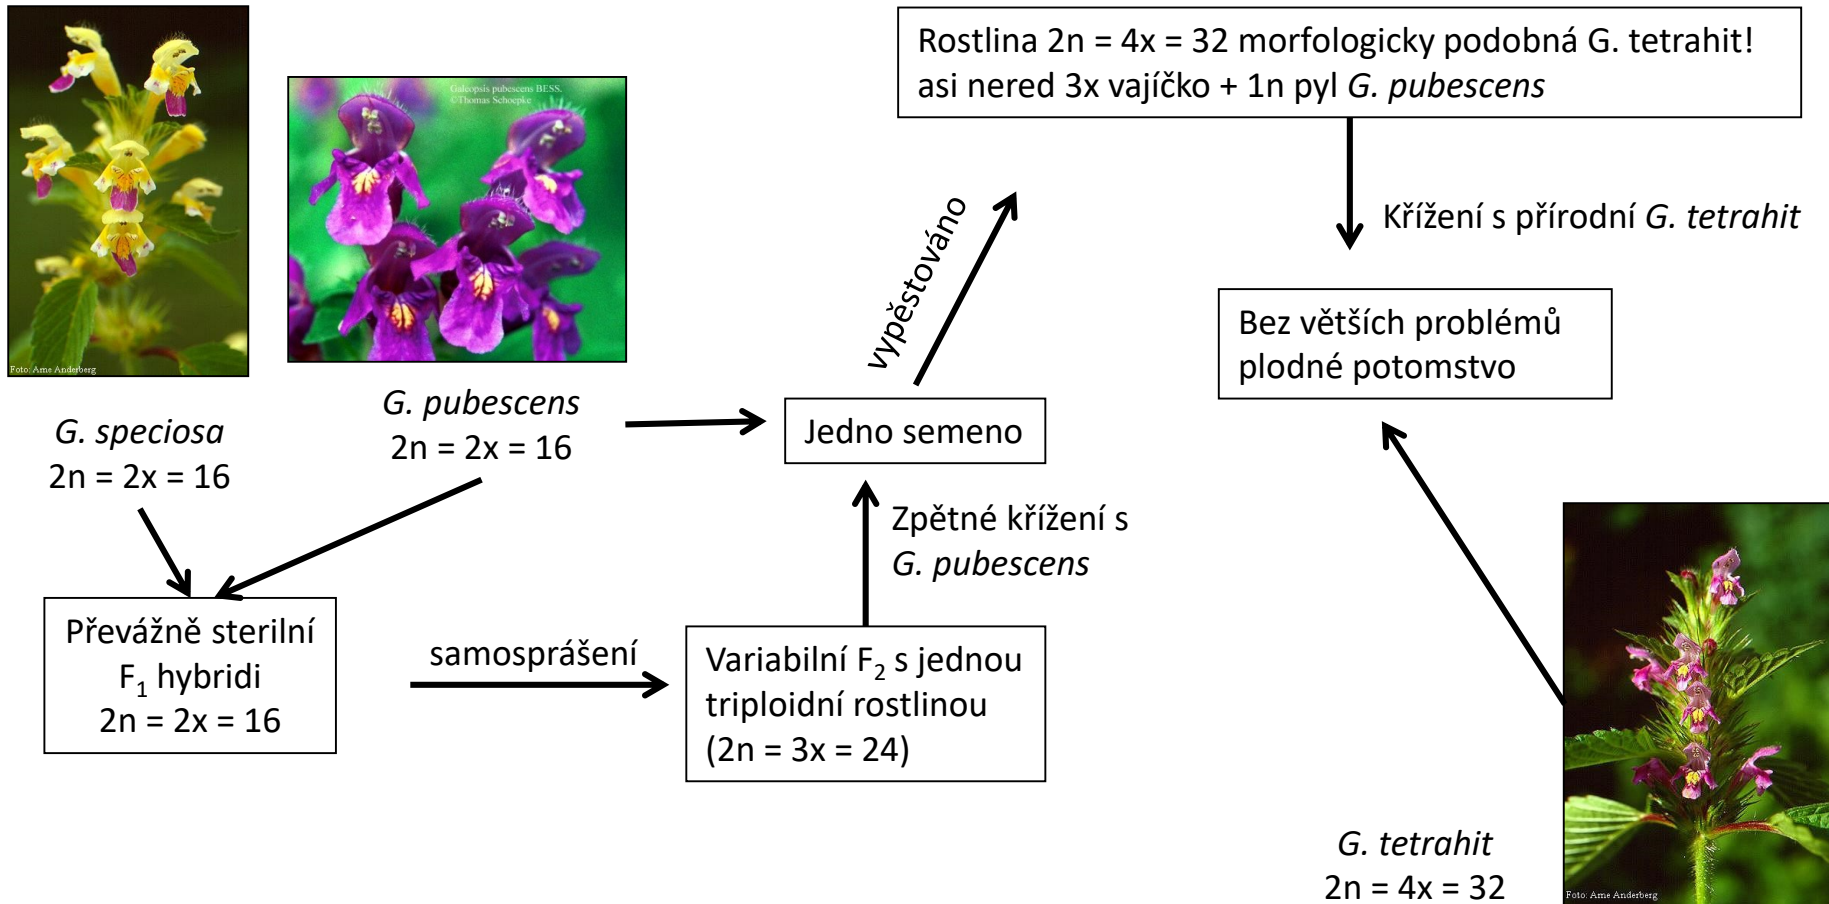 Foto: Arne Anderberg
Galeopsis pubescens BESS.
©Thomas Schoepke
G. speciosa
2n = 2x = 16
G. pubescens
2n = 2x = 16
Převážně sterilní
F₁ hybridi
2n = 2x = 16
samosprášení
Variabilní F₂ s jednou
triploidní rostlinou
(2n = 3x = 24)
Zpětné křížení s
G. pubescens
Jedno semeno
vypěstováno
Rostlina 2n = 4x = 32 morfologicky podobná G. tetrahit!
asi nered 3x vajíčko + 1n pyl G. pubescens
Křížení s přírodní G. tetrahit
Bez větších problémů
plodné potomstvo
G. tetrahit
2n = 4x = 32
Foto: Arne Anderberg